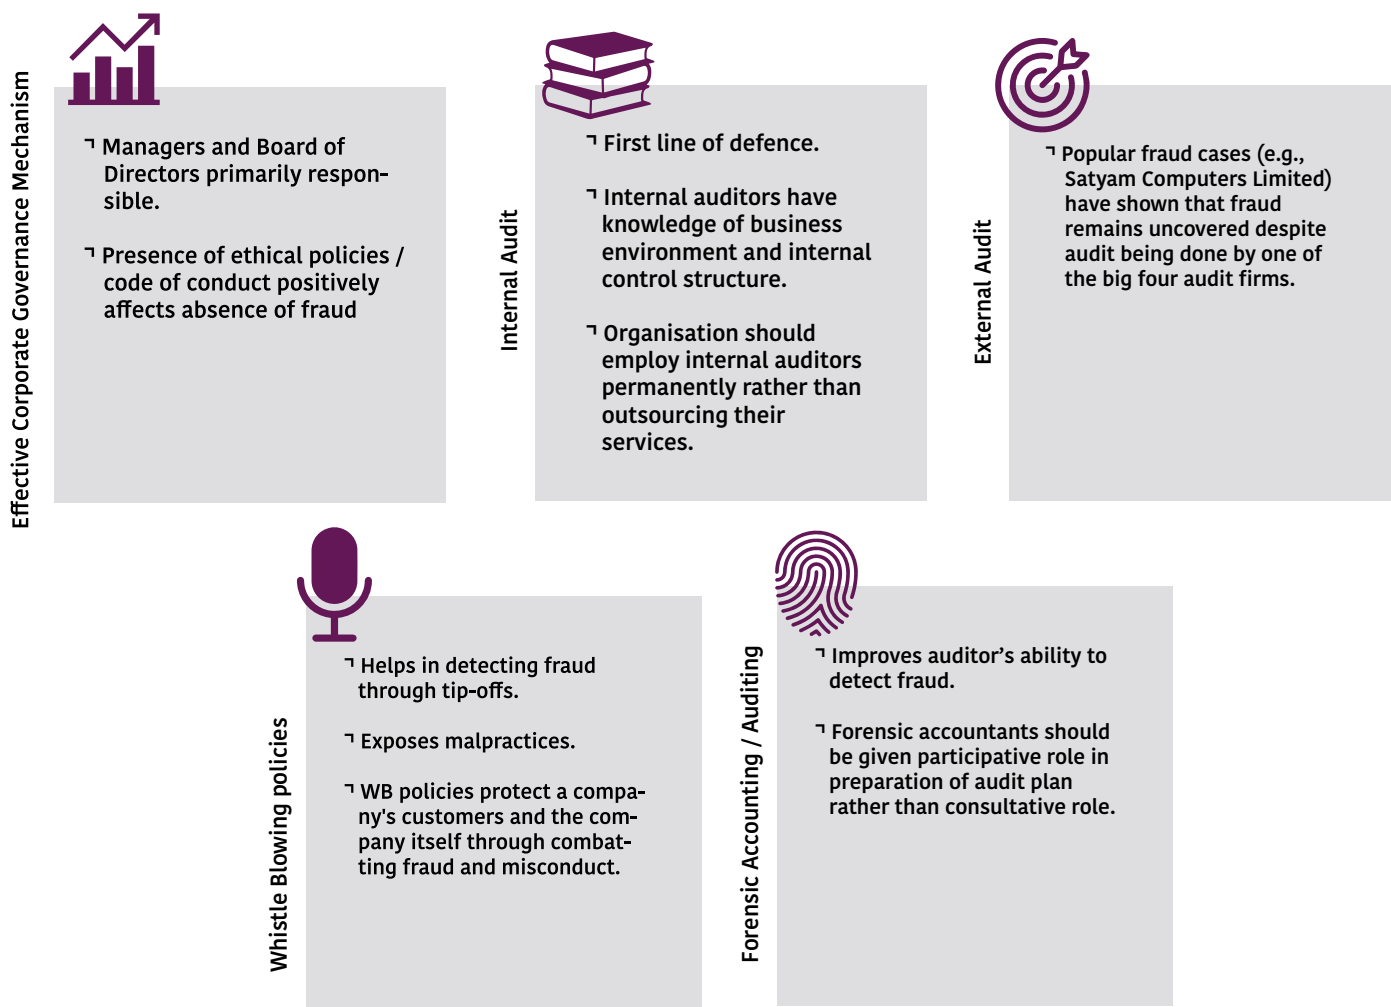 Effective Corporate Governance Mechanism
¬ Managers and Board of
Directors primarily respon-
sible.
¬ Presence of ethical policies /
code of conduct positively
affects absence of fraud
Internal Audit
¬ First line of defence.
¬ Internal auditors have
knowledge of business
environment and internal
control structure.
¬ Organisation should
employ internal auditors
permanently rather than
outsourcing their
services.
External Audit
¬ Popular fraud cases (e.g.,
Satyam Computers Limited)
have shown that fraud
remains uncovered despite
audit being done by one of
the big four audit firms.
Whistle Blowing policies
¬ Helps in detecting fraud
through tip-offs.
¬ Exposes malpractices.
¬ WB policies protect a compa-
ny's customers and the com-
pany itself through combat-
ting fraud and misconduct.
Forensic Accounting / Auditing
¬ Improves auditor’s ability to
detect fraud.
¬ Forensic accountants should
be given participative role in
preparation of audit plan
rather than consultative role.